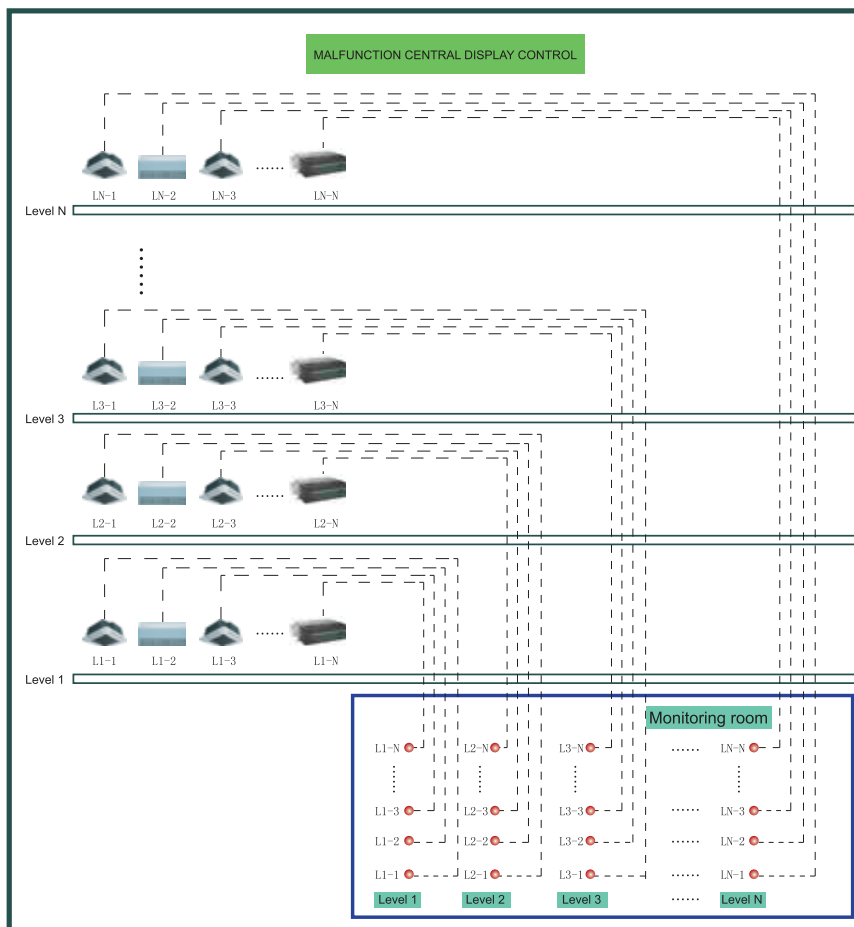 MALFUNCTION CENTRAL DISPLAY CONTROL
LN-1 LN-2 LN-3 ...... LN-N
Level N
......
L3-1 L3-2 L3-3 ...... L3-N
Level 3
L2-1 L2-2 L2-3 ...... L2-N
Level 2
L1-1 L1-2 L1-3 ...... L1-N
Level 1
Monitoring room
L1-N L2-N L3-N ...... LN-N
...... ...... ...... ......
L1-3 L2-3 L3-3 ...... LN-3
L1-2 L2-2 L3-2 ...... LN-2
L1-1 L2-1 L3-1 ...... LN-1
Level 1 Level 2 Level 3 ...... Level N